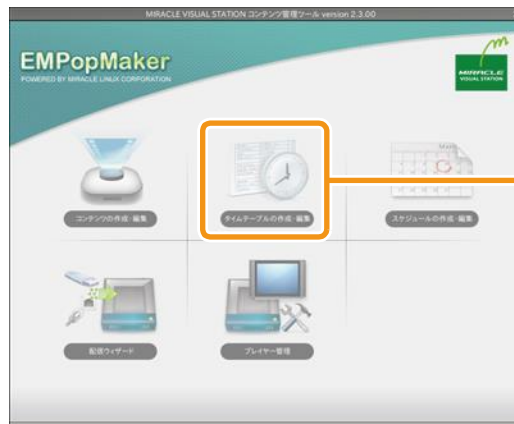 MIRACLE VISUAL STATION コンテンツ管理ツール version 2.3.00
EMPopMaker
POWERED BY MIRACLE LINUX CORPORATION
m
MIRACLE
VISUAL STATION
コンテンツの作成・編集
タイムテーブルの作成・編集
スケジュールの作成・編集
配信ウィザード
プレイヤー管理